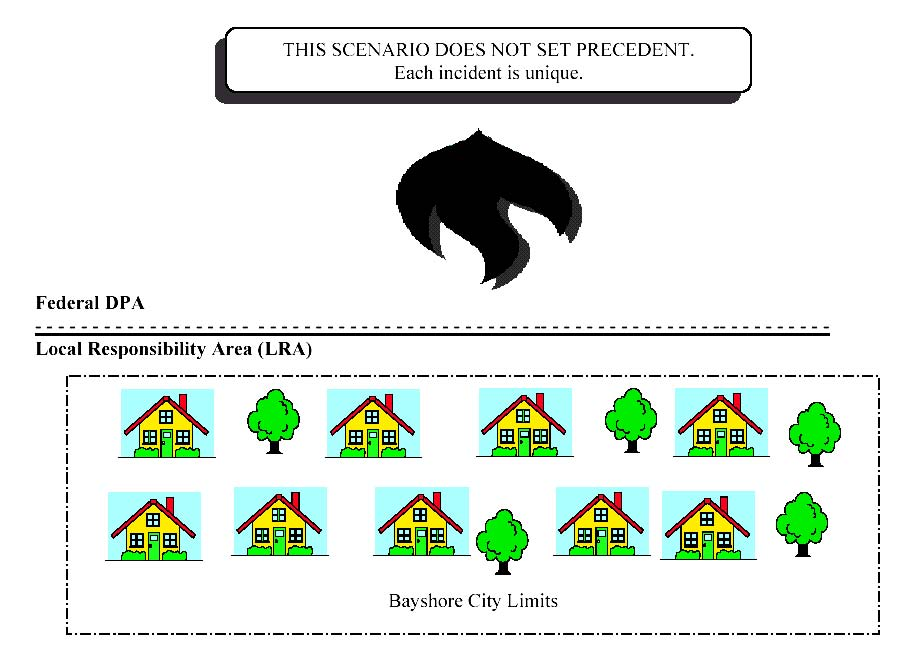 THIS SCENARIO DOES NOT SET PRECEDENT.
Each incident is unique.
Federal DPA
Local Responsibility Area (LRA)
Bayshore City Limits